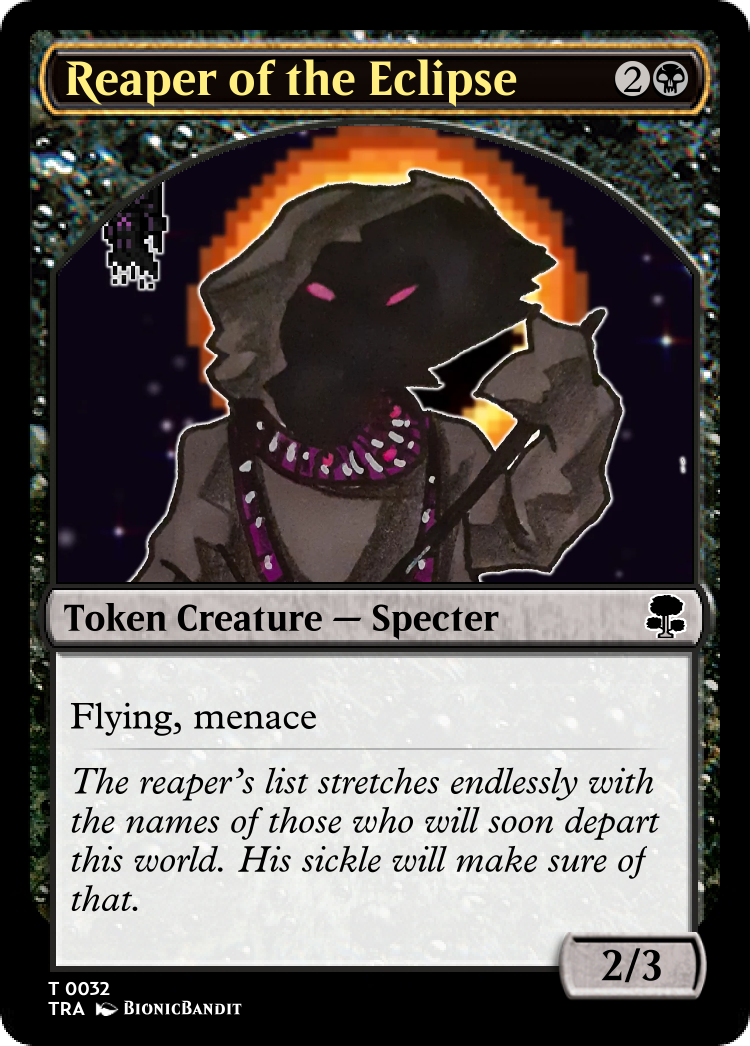 Reaper of the Eclipse 2
Token Creature — Specter
Flying, menace
The reaper's list stretches endlessly with
the names of those who will soon depart
this world. His sickle will make sure of
that.
2/3
T 0032
TRA BionicBandit